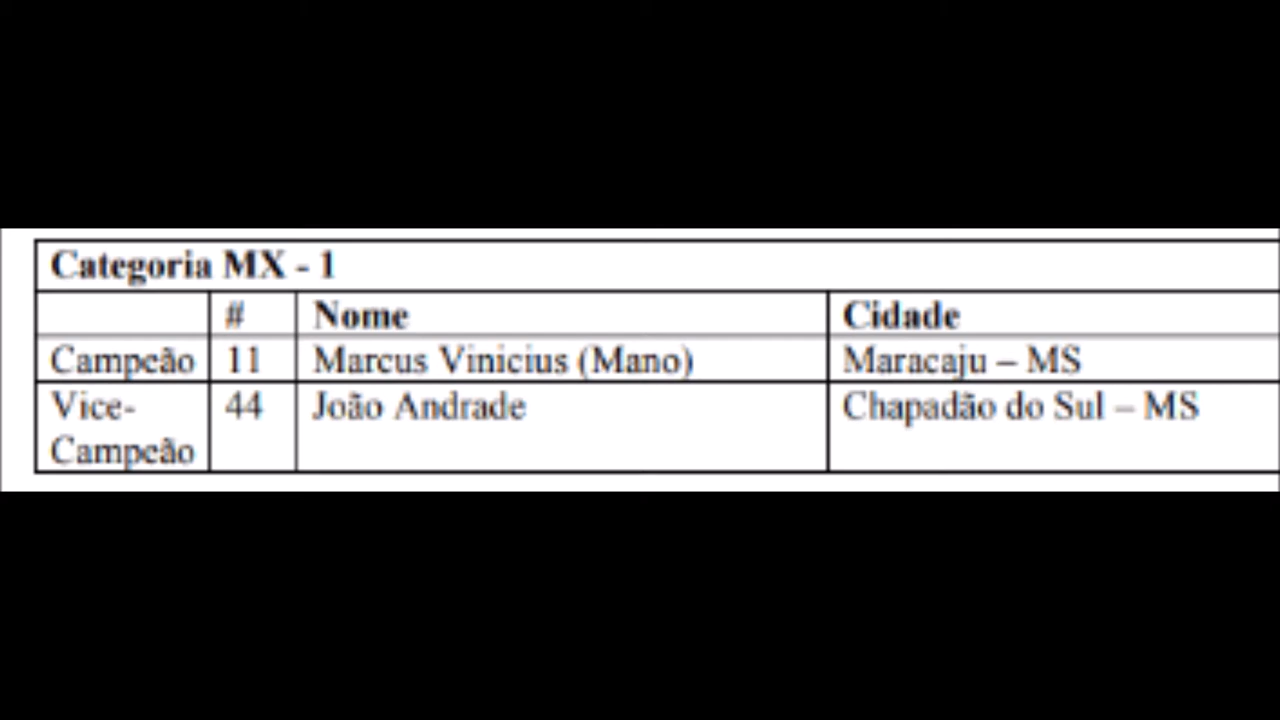 Categoria MX - 1
# Nome Cidade
Campeão 11 Marcus Vinicius (Mano) Maracaju – MS
Vice- 44 João Andrade Chapadão do Sul – MS
Campeão